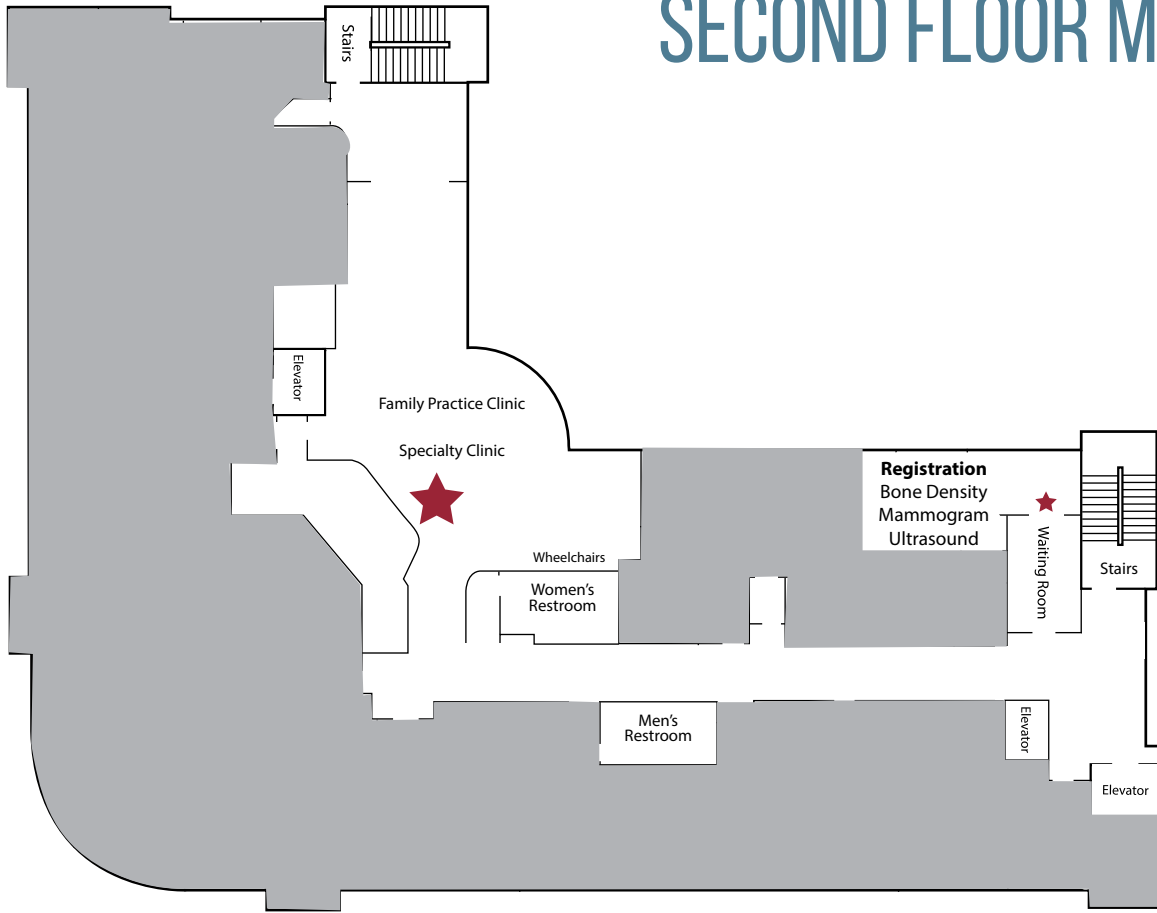 SECOND FLOOR M
Stairs
Elevator
Family Practice Clinic
Specialty Clinic
Registration
Bone Density
Mammogram
Ultrasound
Waiting Room
Stairs
Wheelchairs
Women's
Restroom
Men's
Restroom
Elevator
Elevator